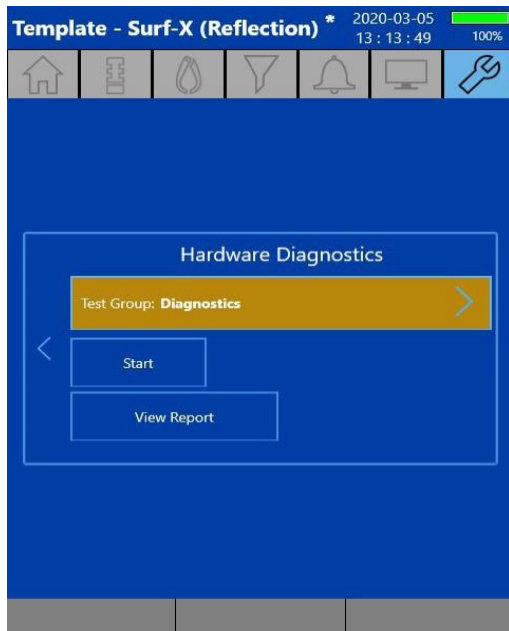 Template - Surf-X (Reflection) *
2020-03-05
13 : 13 : 49
100%
Hardware Diagnostics
Test Group: Diagnostics
Start
View Report